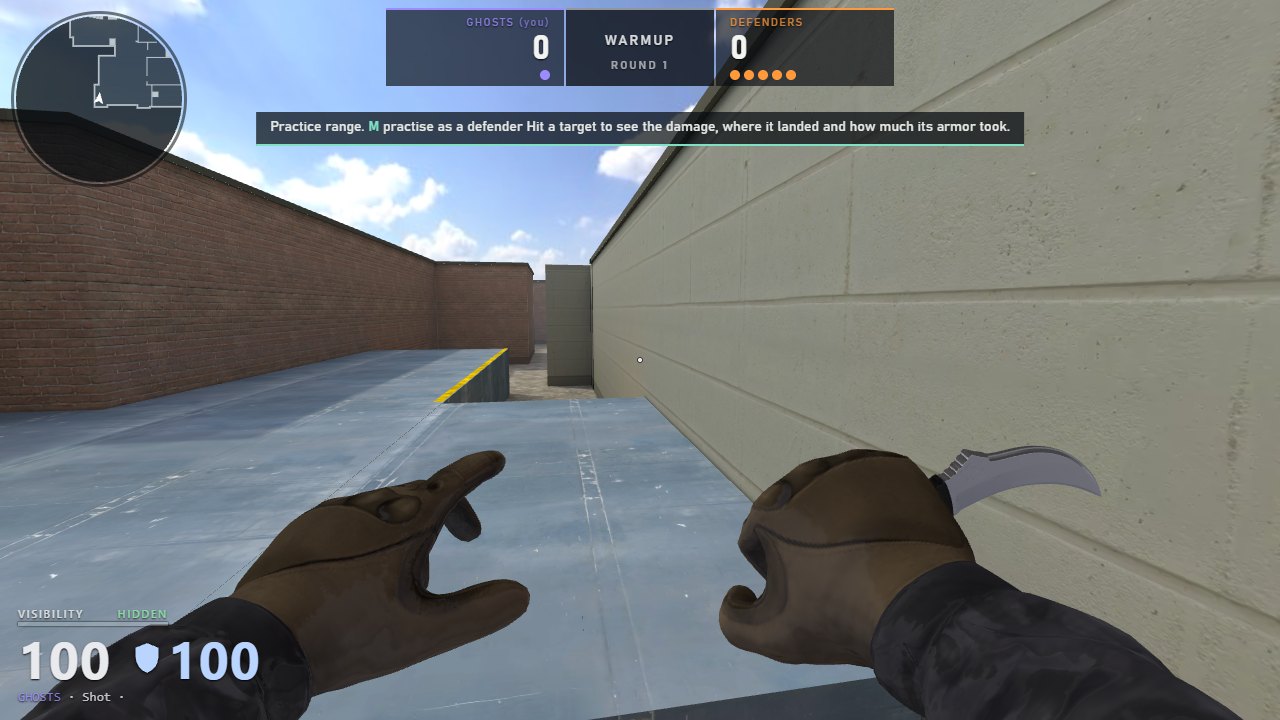 GHOSTS (you)
0
WARMUP
ROUND 1
DEFENDERS
0
Practice range. M practise as a defender Hit a target to see the damage, where it landed and how much its armor took.
VISIBILITY HIDDEN
100 100
GHOSTS · Shot ·